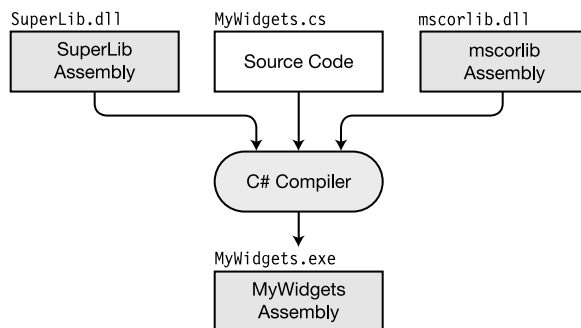 SuperLib.dll
SuperLib
Assembly
MyWidgets.cs
Source Code
mscorlib.dll
mscorlib
Assembly
C# Compiler
MyWidgets.exe
MyWidgets
Assembly